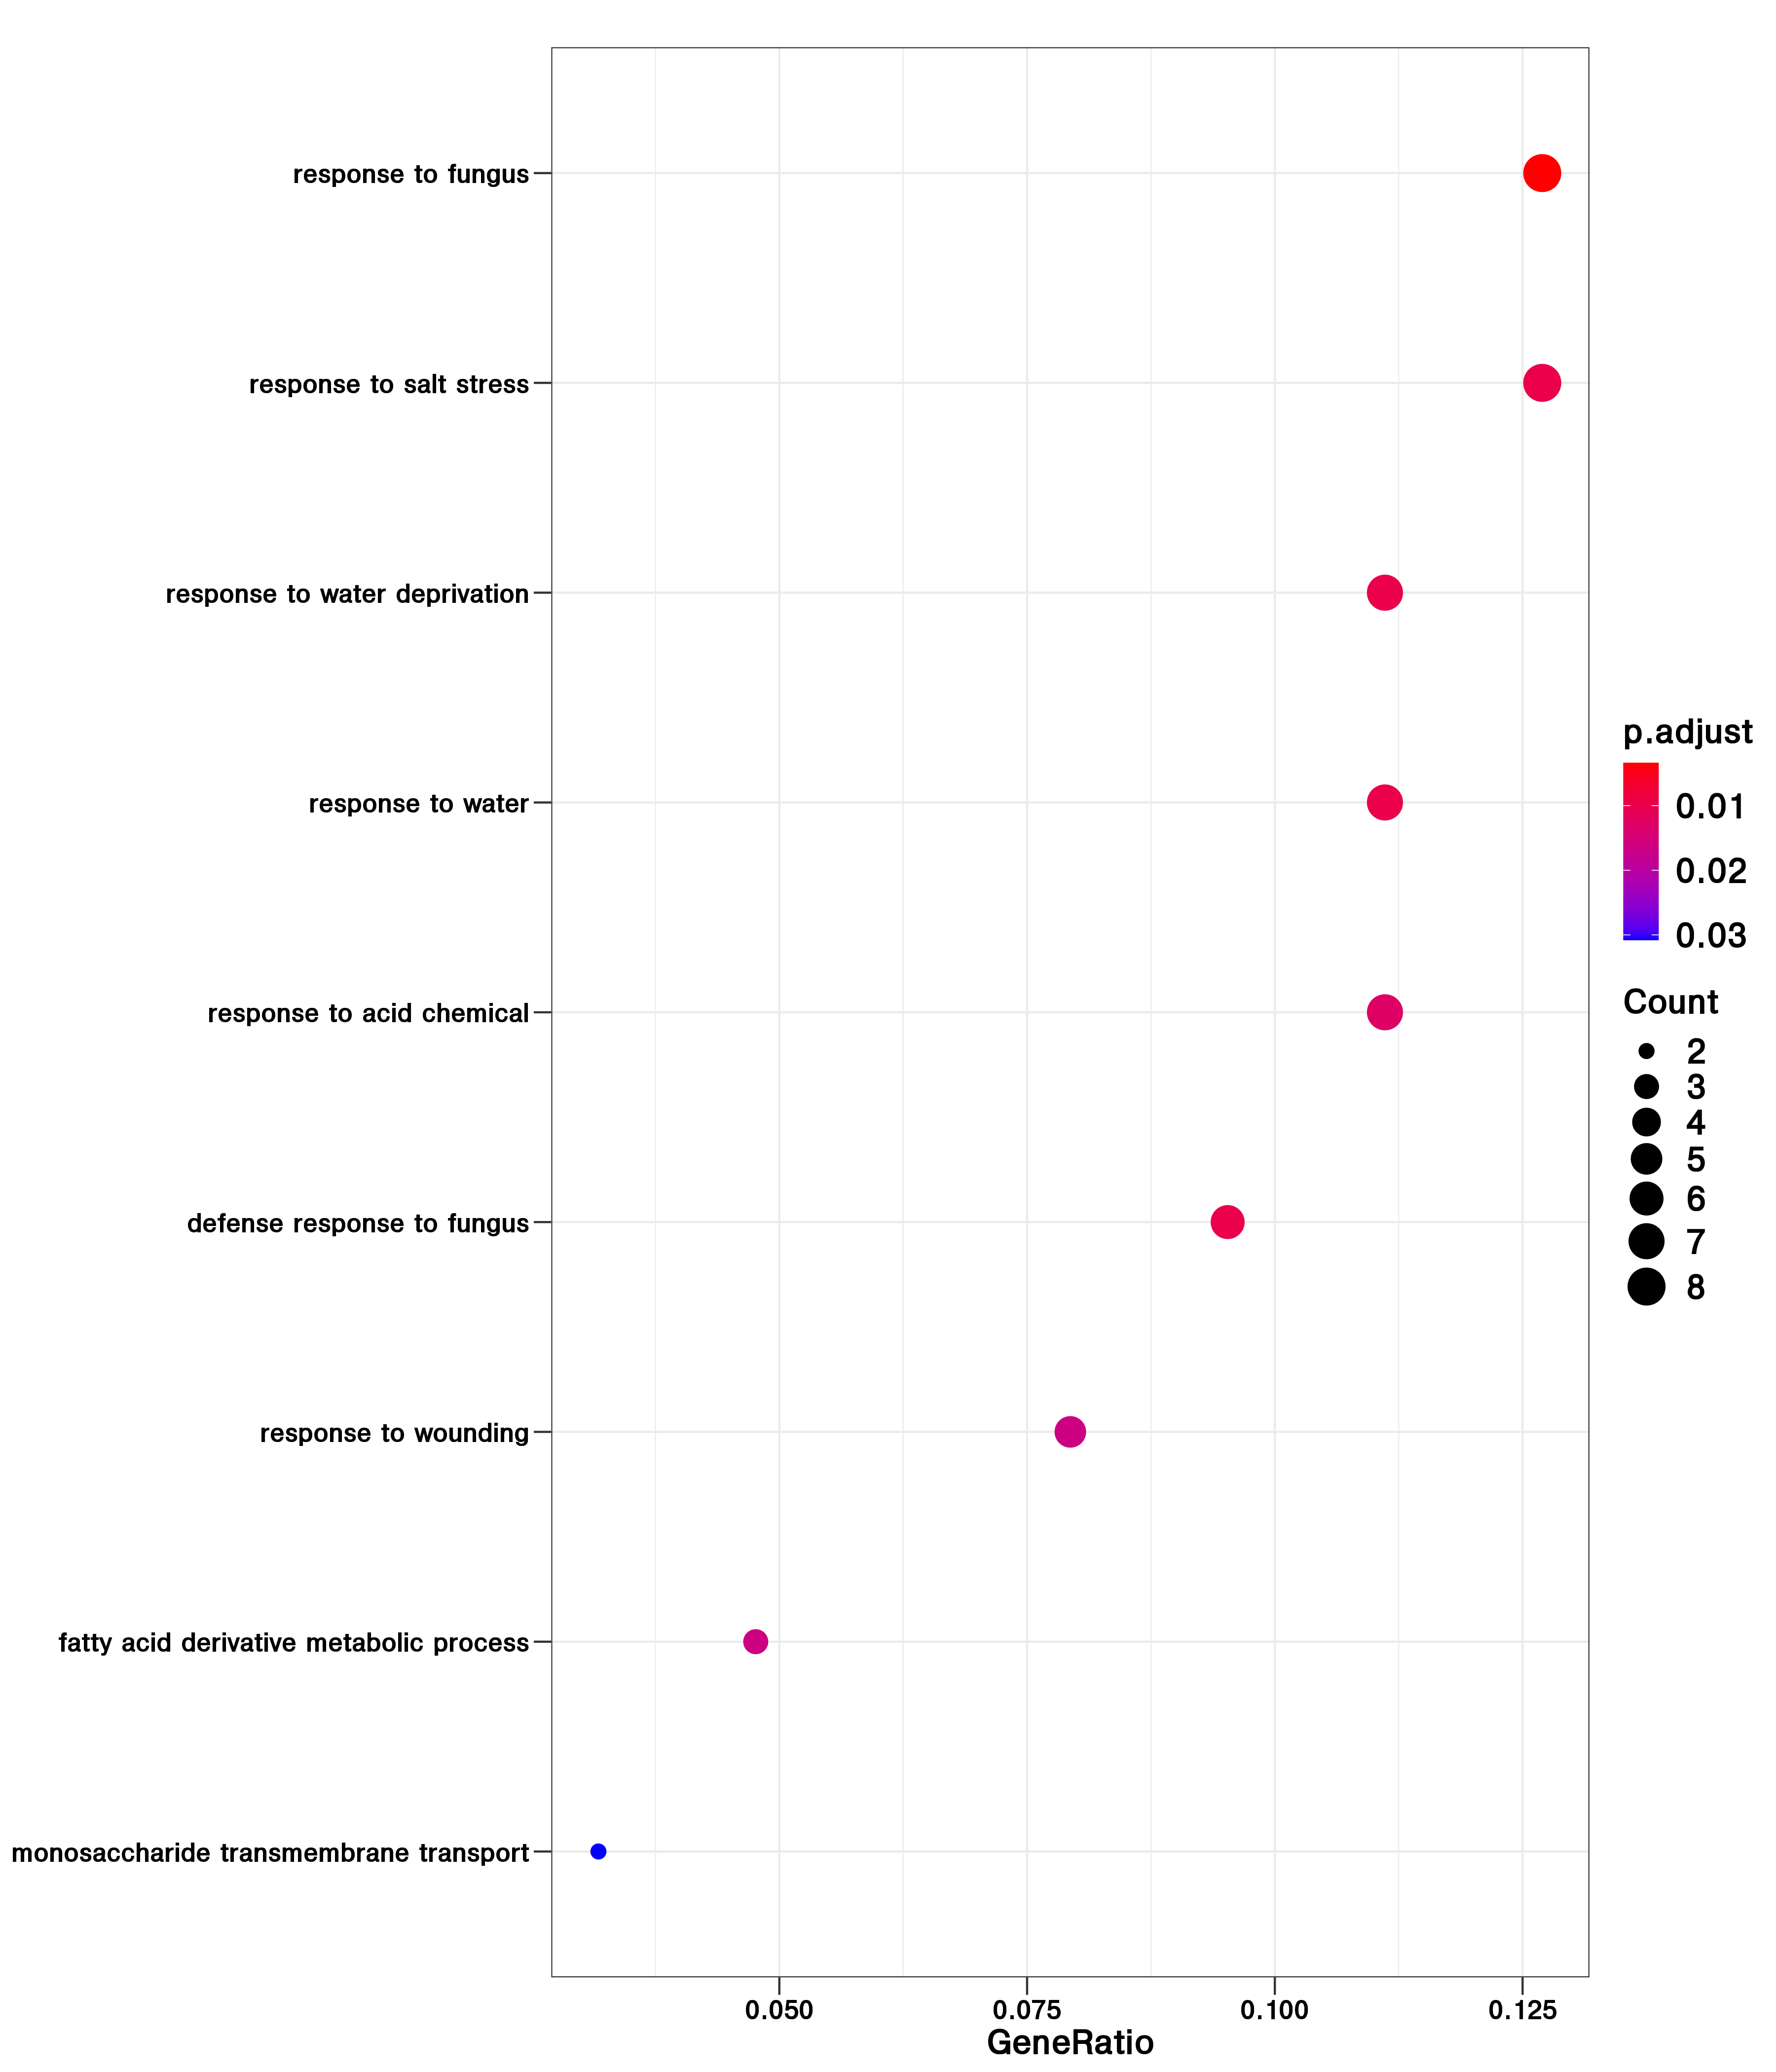 response to fungus
response to salt stress
response to water deprivation
response to water
response to acid chemical
defense response to fungus
response to wounding
fatty acid derivative metabolic process
monosaccharide transmembrane transport
0.050 0.075 0.100 0.125
GeneRatio
p.adjust
0.01
0.02
0.03
Count
2
3
4
5
6
7
8